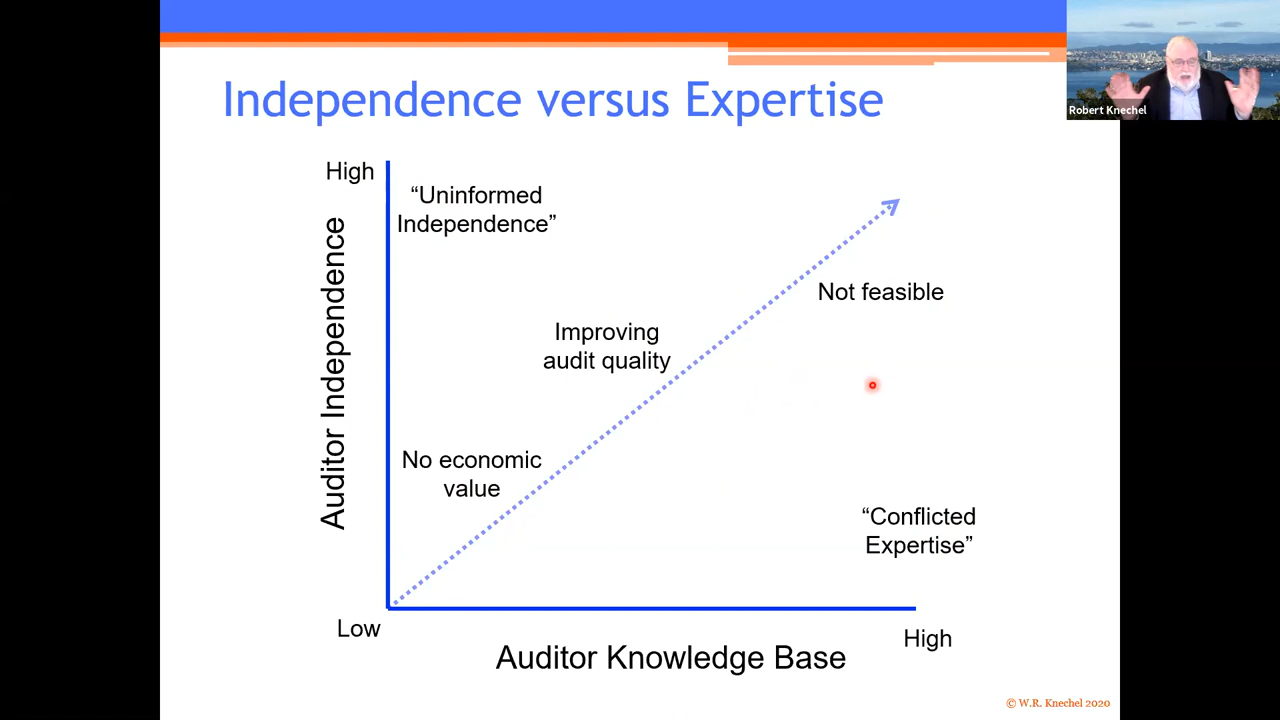 Robert Knechel
Independence versus Expertise
High
“Uninformed
Independence”
Not feasible
Improving
audit quality
Auditor Independence
No economic
value
“Conflicted
Expertise”
Low
High
Auditor Knowledge Base
© W.R. Knechel 2020